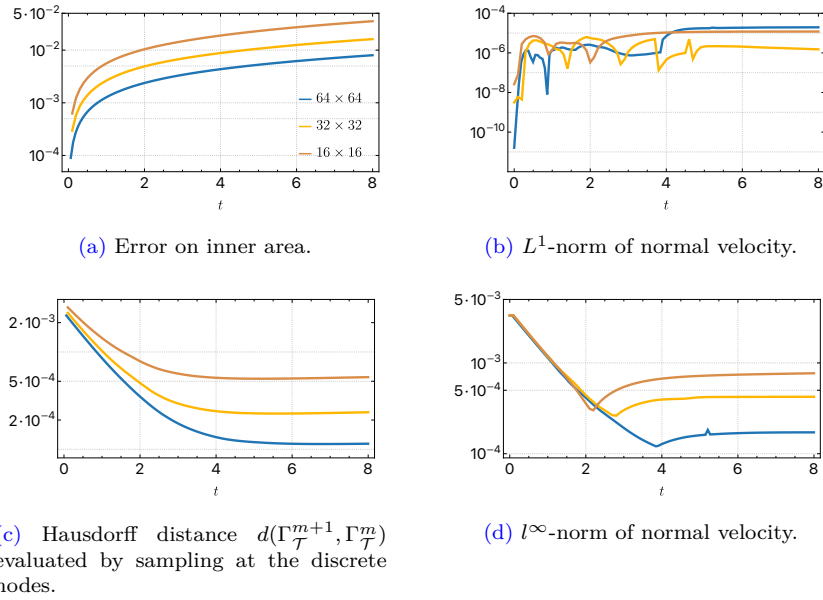 5·10⁻²
10⁻²
10⁻³
10⁻⁴
64 × 64
32 × 32
16 × 16
0 2 4 6 8
t
(a) Error on inner area.
10⁻⁴
10⁻⁶
10⁻⁸
10⁻¹⁰
0 2 4 6 8
t
(b) L¹-norm of normal velocity.
2·10⁻³
5·10⁻⁴
2·10⁻⁴
0 2 4 6 8
t
(c) Hausdorff distance d(Γ_𝒯^{m+1}, Γ_𝒯^m)
evaluated by sampling at the discrete
nodes.
5·10⁻³
10⁻³
5·10⁻⁴
10⁻⁴
0 2 4 6 8
t
(d) l^∞-norm of normal velocity.